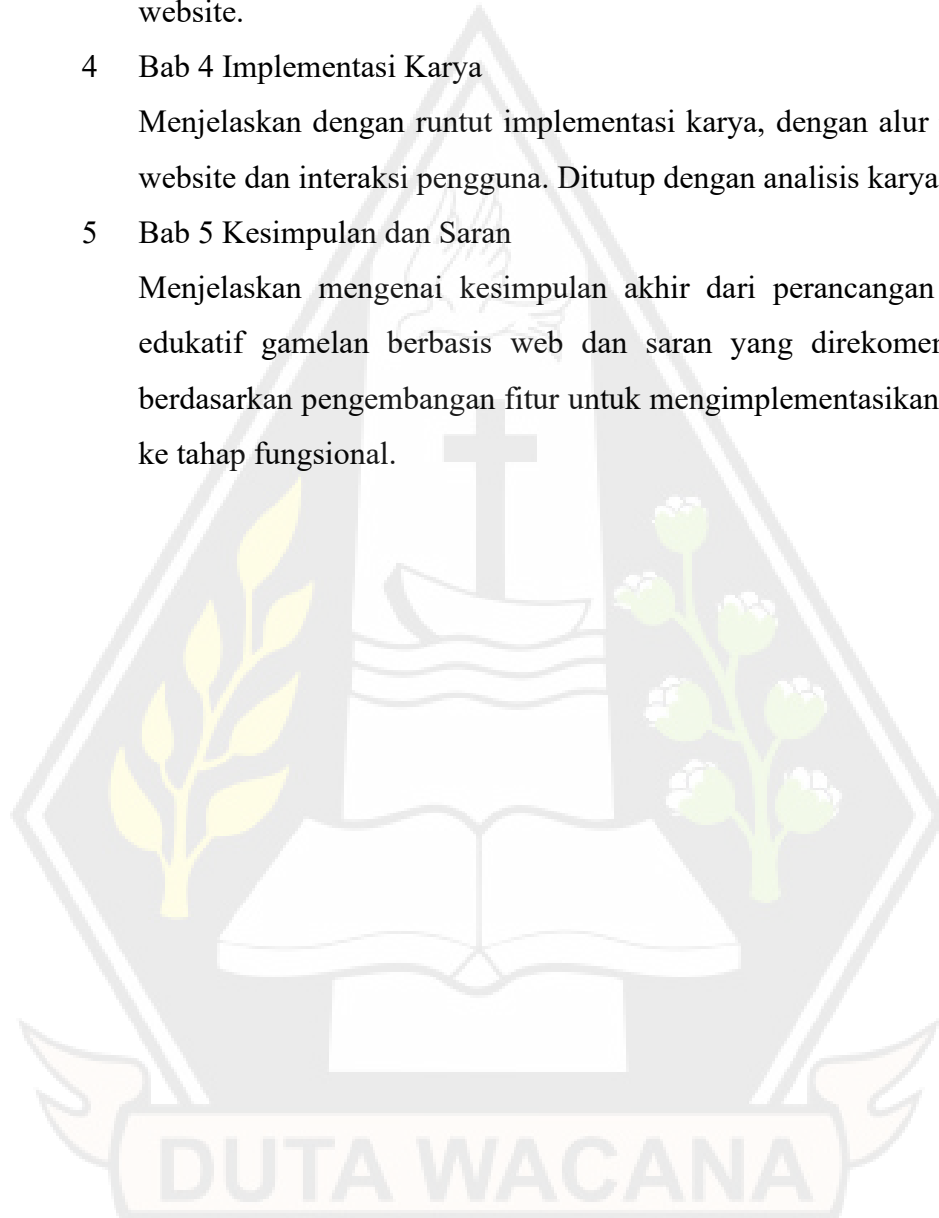 website.
4 Bab 4 Implementasi Karya
Menjelaskan dengan runtut implementasi karya, dengan alur
website dan interaksi pengguna. Ditutup dengan analisis karya
5 Bab 5 Kesimpulan dan Saran
Menjelaskan mengenai kesimpulan akhir dari perancangan
edukatif gamelan berbasis web dan saran yang direkomen
berdasarkan pengembangan fitur untuk mengimplementasikan
ke tahap fungsional.
DUTA WACANA